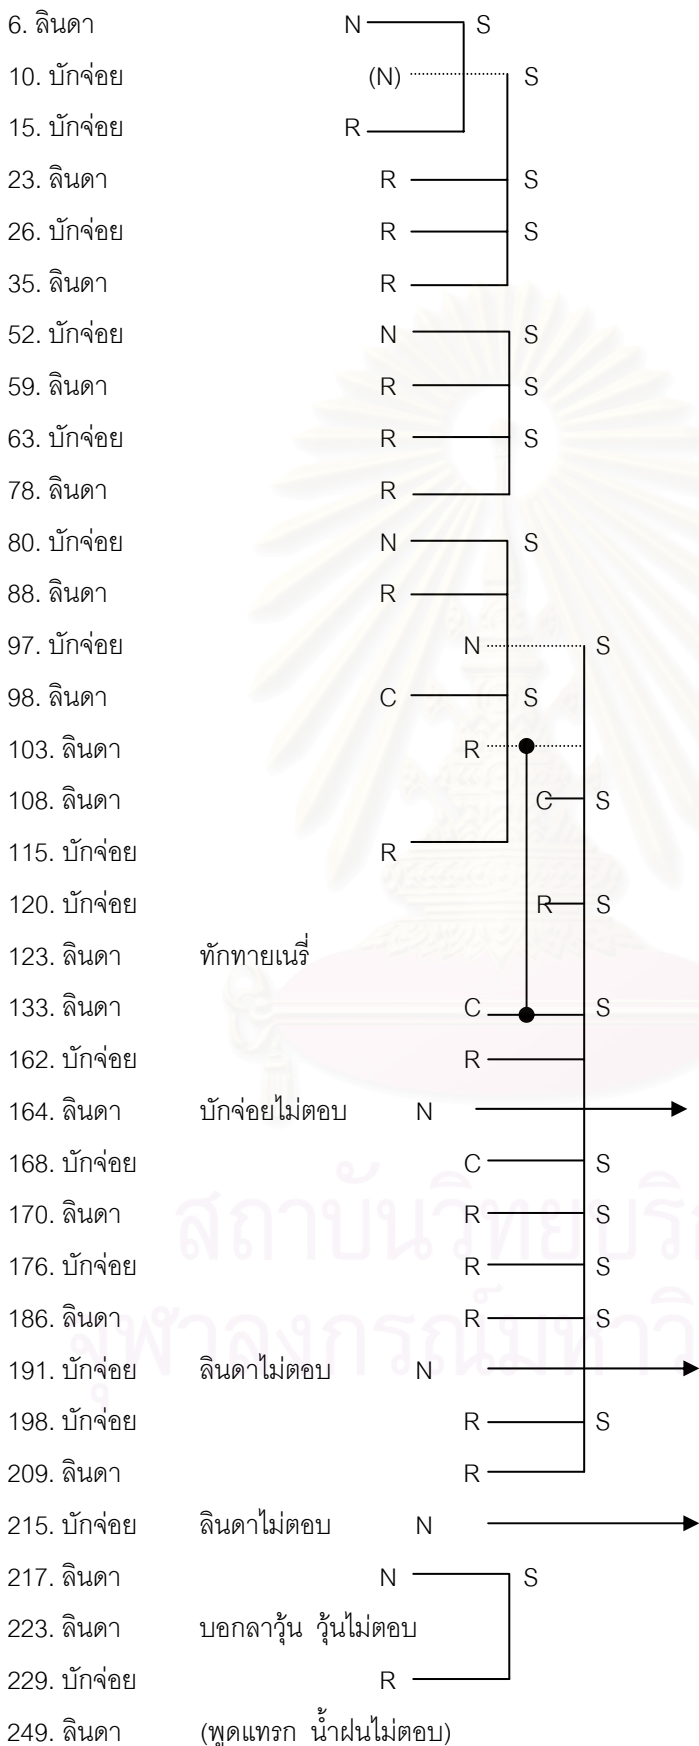 6. ลินดา N S
10. บักจ่อย (N) S
15. บักจ่อย R
23. ลินดา R S
26. บักจ่อย R S
35. ลินดา R
52. บักจ่อย N S
59. ลินดา R S
63. บักจ่อย R S
78. ลินดา R
80. บักจ่อย N S
88. ลินดา R
97. บักจ่อย N S
98. ลินดา C S
103. ลินดา R
108. ลินดา C S
115. บักจ่อย R
120. บักจ่อย R S
123. ลินดา ทักทายเนรี่
133. ลินดา C S
162. บักจ่อย R
164. ลินดา บักจ่อยไม่ตอบ N
168. บักจ่อย C S
170. ลินดา R S
176. บักจ่อย R S
186. ลินดา R S
191. บักจ่อย ลินดาไม่ตอบ N
198. บักจ่อย R S
209. ลินดา R
215. บักจ่อย ลินดาไม่ตอบ N
217. ลินดา N S
223. ลินดา บอกลาวุ้น วุ้นไม่ตอบ
229. บักจ่อย R
249. ลินดา (พูดแทรก น้ำฝนไม่ตอบ)